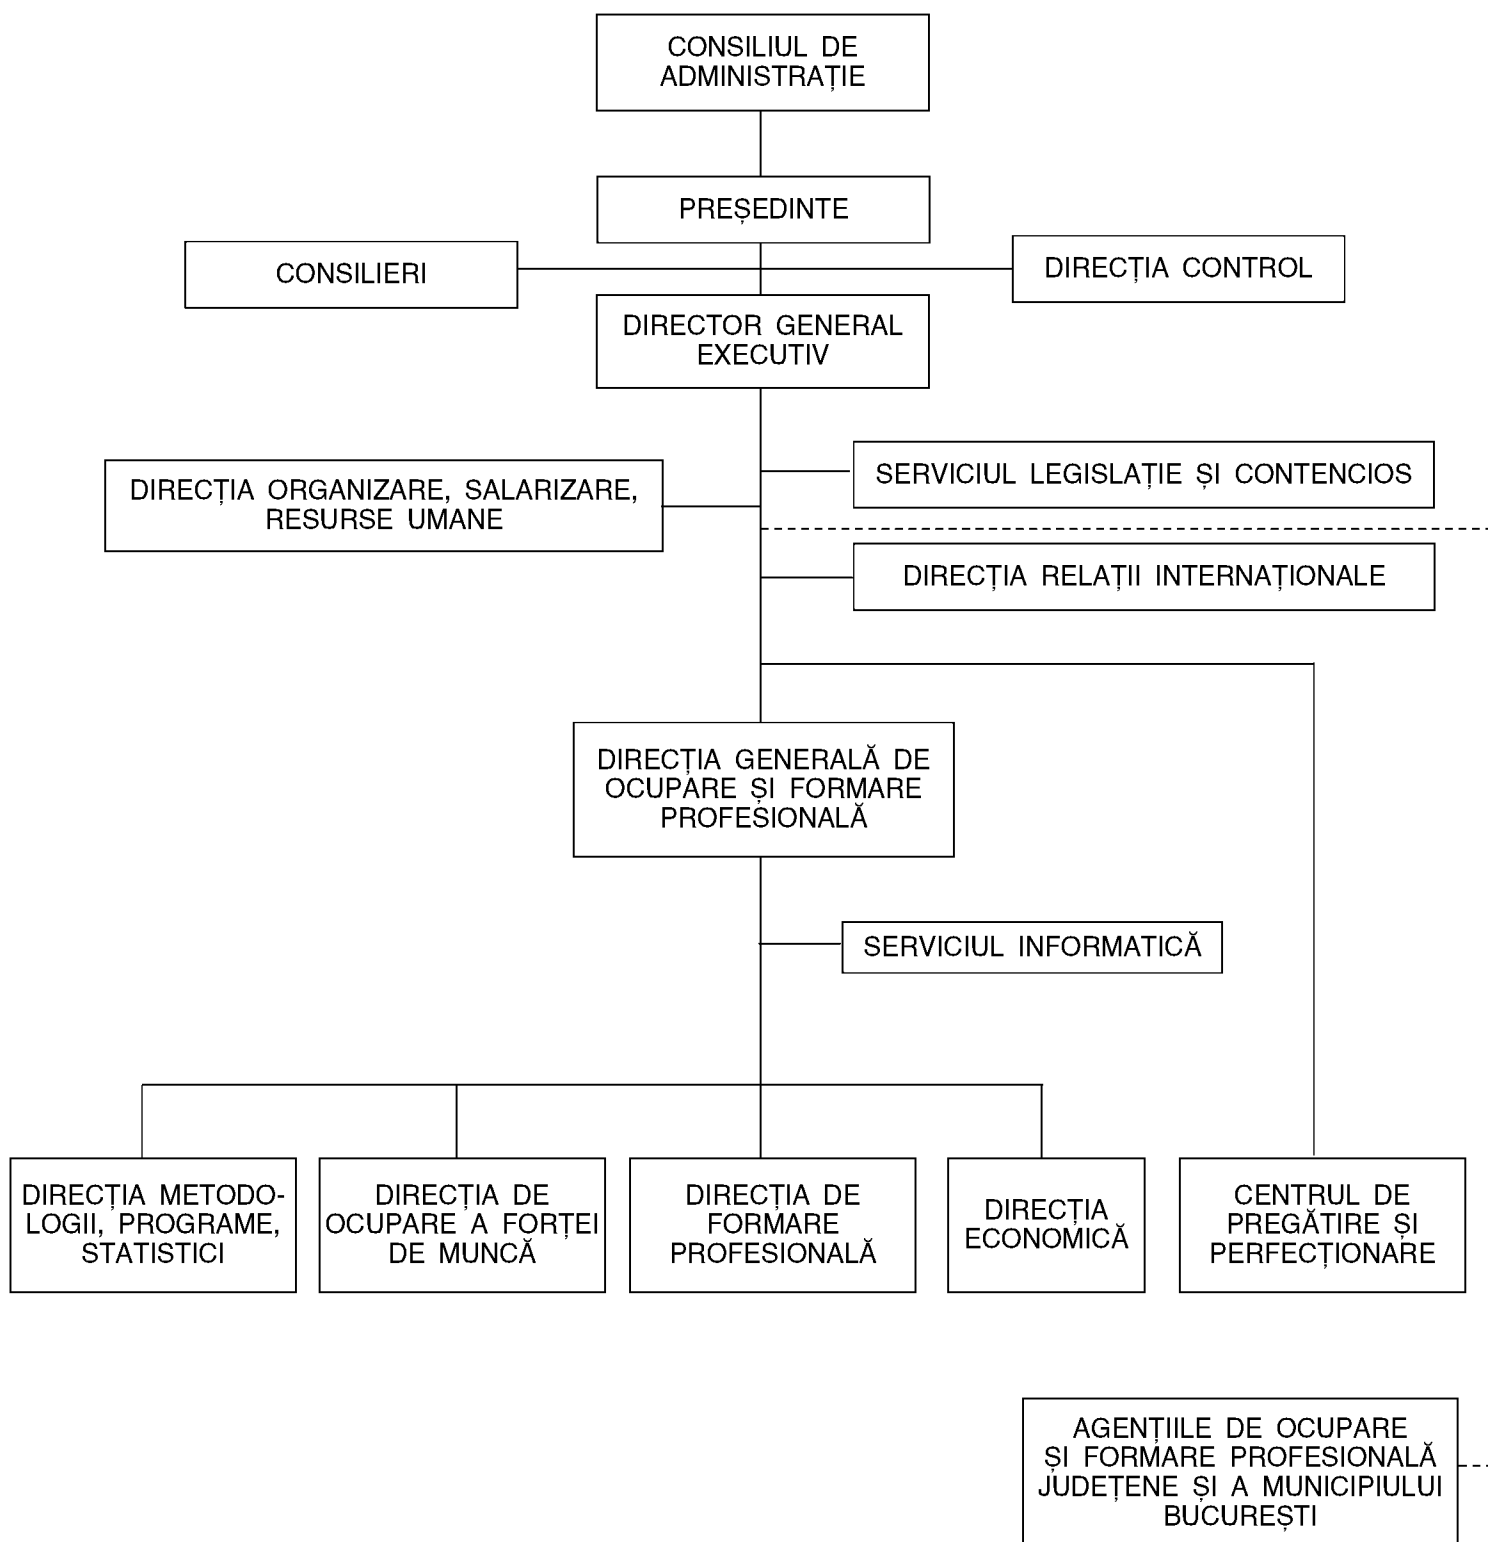 CONSILIUL DE
ADMINISTRAȚIE
PREȘEDINTE
CONSILIERI
DIRECȚIA CONTROL
DIRECTOR GENERAL
EXECUTIV
SERVICIUL LEGISLAȚIE ȘI CONTENCIOS
DIRECȚIA ORGANIZARE, SALARIZARE,
RESURSE UMANE
DIRECȚIA RELAȚII INTERNAȚIONALE
DIRECȚIA GENERALĂ DE
OCUPARE ȘI FORMARE
PROFESIONALĂ
SERVICIUL INFORMATICĂ
DIRECȚIA METODO-
LOGII, PROGRAME,
STATISTICI
DIRECȚIA DE
OCUPARE A FORȚEI
DE MUNCĂ
DIRECȚIA DE
FORMARE
PROFESIONALĂ
DIRECȚIA
ECONOMICĂ
CENTRUL DE
PREGĂTIRE ȘI
PERFECȚIONARE
AGENȚIILE DE OCUPARE
ȘI FORMARE PROFESIONALĂ
JUDEȚENE ȘI A MUNICIPIULUI
BUCUREȘTI